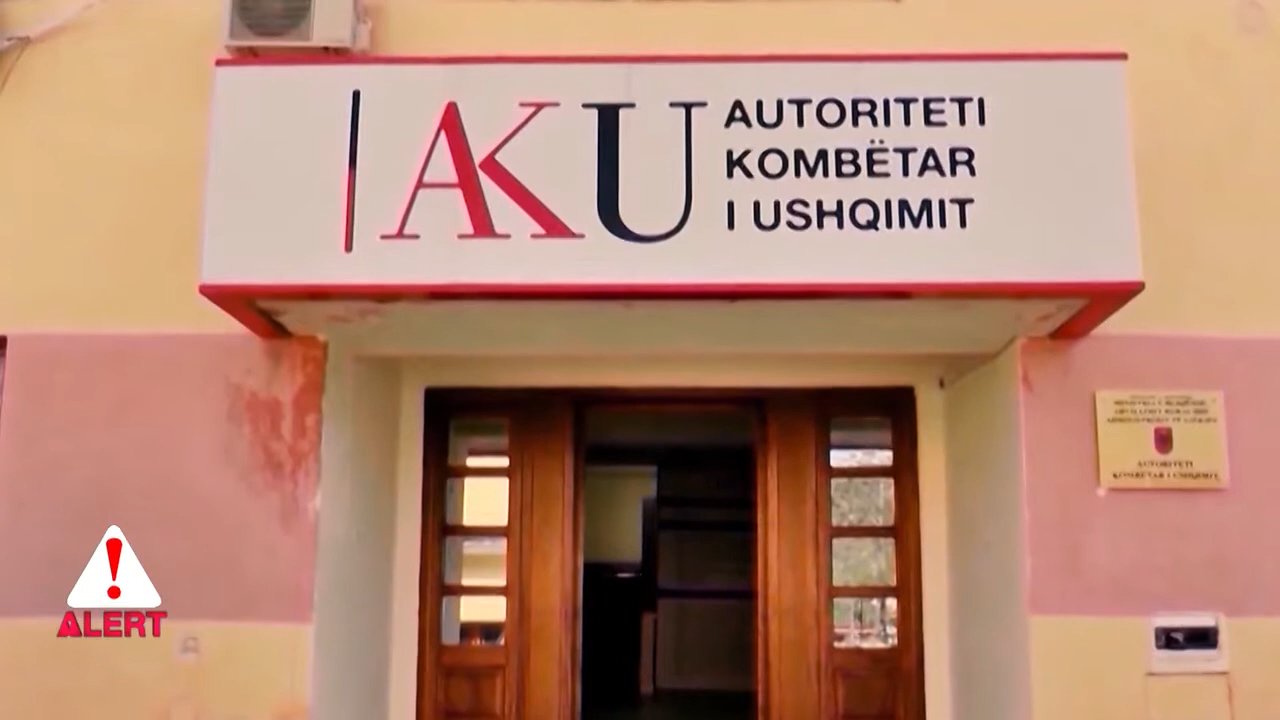 AKU
AUTORITETI
KOMBËTAR
I USHQIMIT
AUTORITETI
KOMBËTAR I USHQIMIT
ALERT